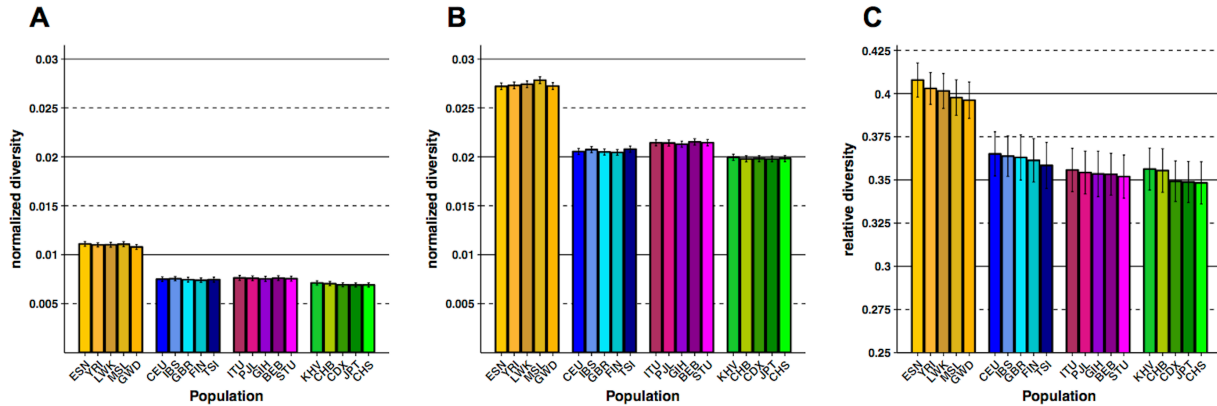 A
B
C
normalized diversity
0.03
0.025
0.02
0.015
0.01
0.005
ESN YRI LWK MSL GWD CEU IBS GBR FIN TSI ITU PJL GIH BEB STU KHV CHB CDX JPT CHS
Population
normalized diversity
0.03
0.025
0.02
0.015
0.01
0.005
ESN YRI LWK MSL GWD CEU IBS GBR FIN TSI ITU PJL GIH BEB STU KHV CHB CDX JPT CHS
Population
relative diversity
0.425
0.4
0.375
0.35
0.325
0.3
0.275
0.25
ESN YRI LWK MSL GWD CEU IBS GBR FIN TSI ITU PJL GIH BEB STU KHV CHB CDX JPT CHS
Population